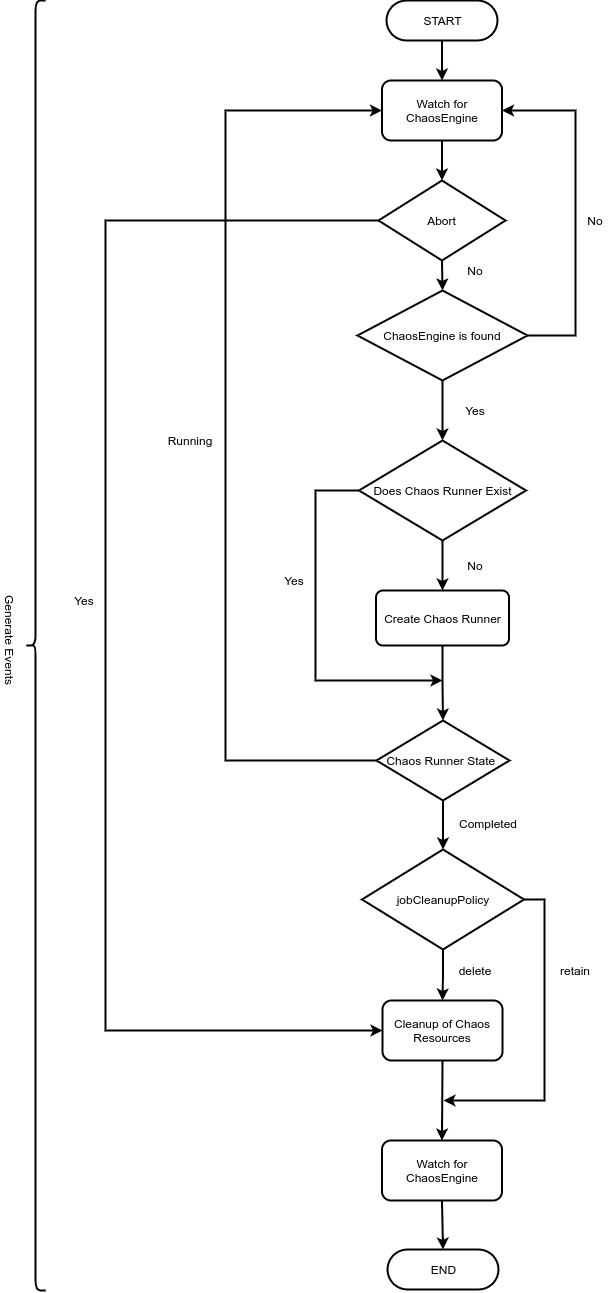 START
Watch for
ChaosEngine
Abort
No
No
ChaosEngine is found
Yes
Running
Does Chaos Runner Exist
No
Yes
Yes
Generate Events
Create Chaos Runner
Chaos Runner State
Completed
jobCleanupPolicy
delete
retain
Cleanup of Chaos
Resources
Watch for
ChaosEngine
END